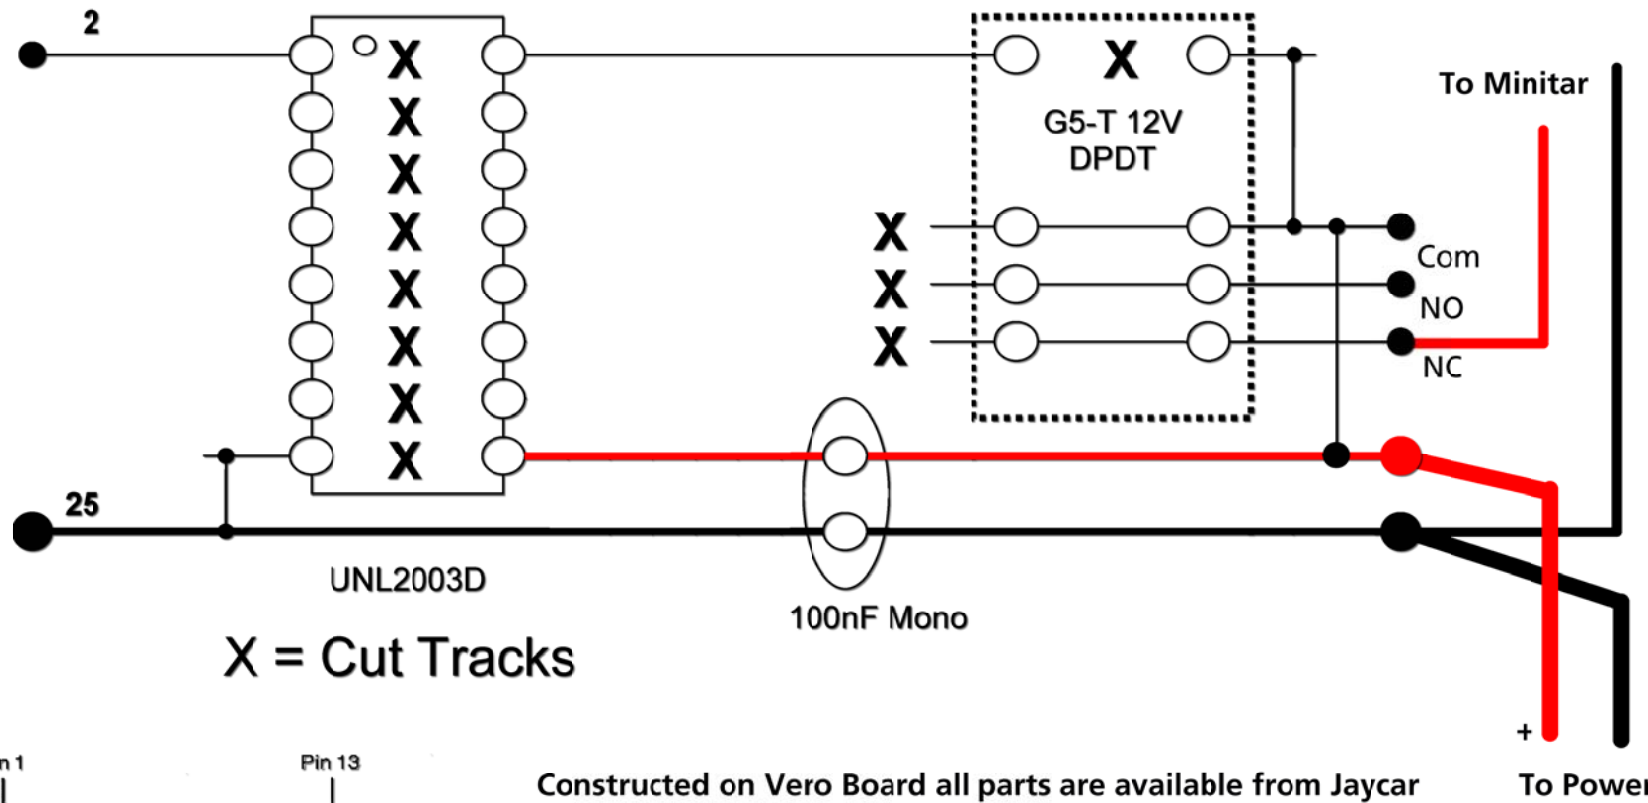 2
X
X
X
X
X
X
X
X
X
G5-T 12V
DPDT
To Minitar
X
X
X
Com
NO
NC
25
UNL2003D
100nF Mono
X = Cut Tracks
+
n 1
Pin 13
Constructed on Vero Board all parts are available from Jaycar
To Power